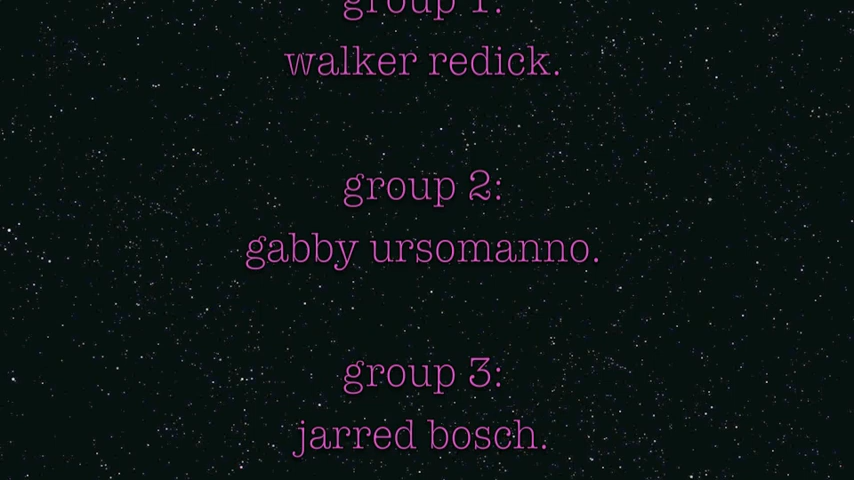 group 1:
walker redick.
group 2:
gabby ursomanno.
group 3:
jarred bosch.